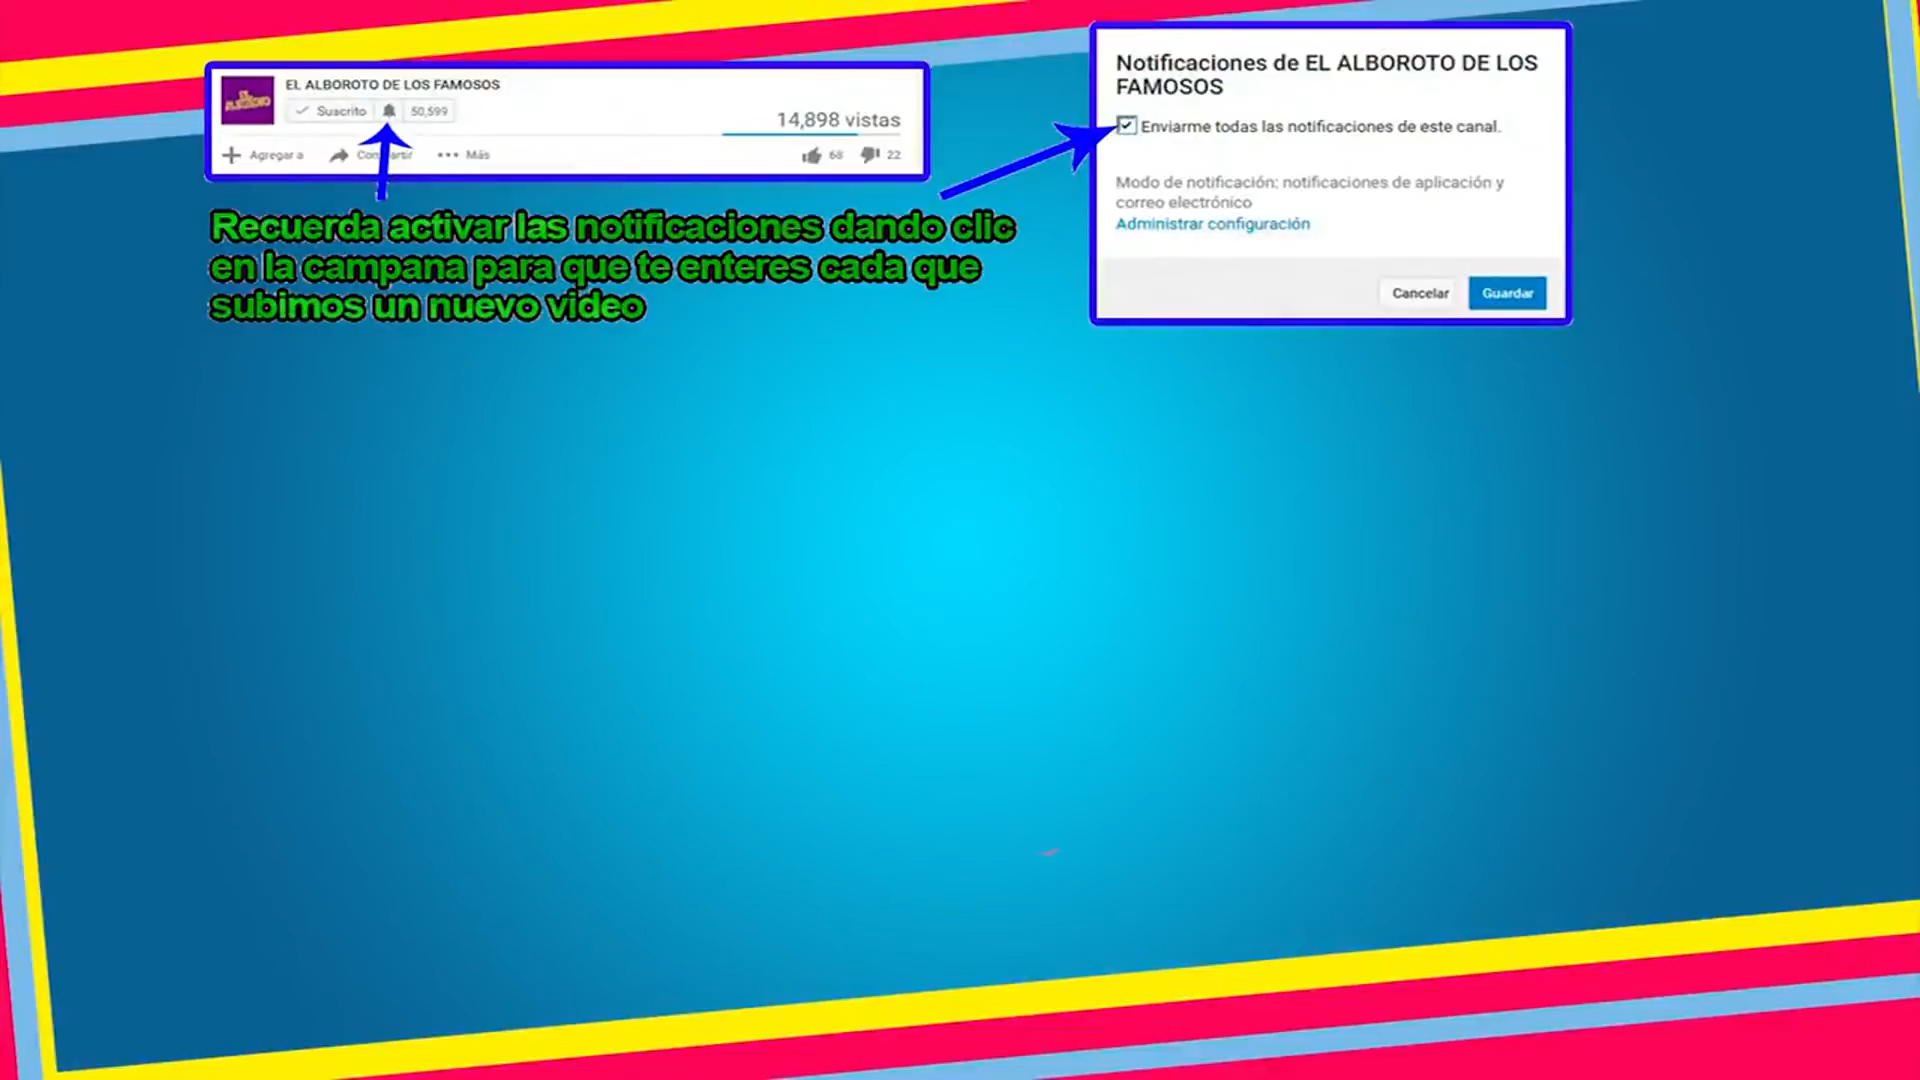 EL ALBOROTO DE LOS FAMOSOS
Suscrito 50,599
14,898 vistas
Agregar a Compartir Más 68 22
Recuerda activar las notificaciones dando clic
en la campana para que te enteres cada que
subimos un nuevo video
Notificaciones de EL ALBOROTO DE LOS
FAMOSOS
Enviarme todas las notificaciones de este canal.
Modo de notificación: notificaciones de aplicación y
correo electrónico
Administrar configuración
Cancelar Guardar